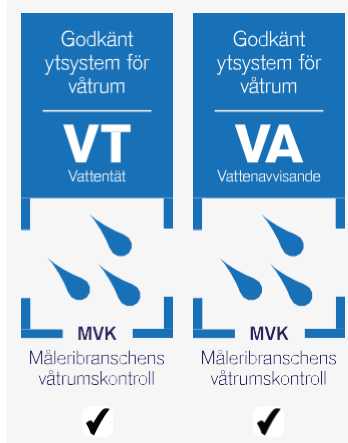 Godkänt
ytsystem för
våtrum
VT
Vattentät
MVK
Måleribranschens
våtrumskontroll
Godkänt
ytsystem för
våtrum
VA
Vattenavvisande
MVK
Måleribranschens
våtrumskontroll